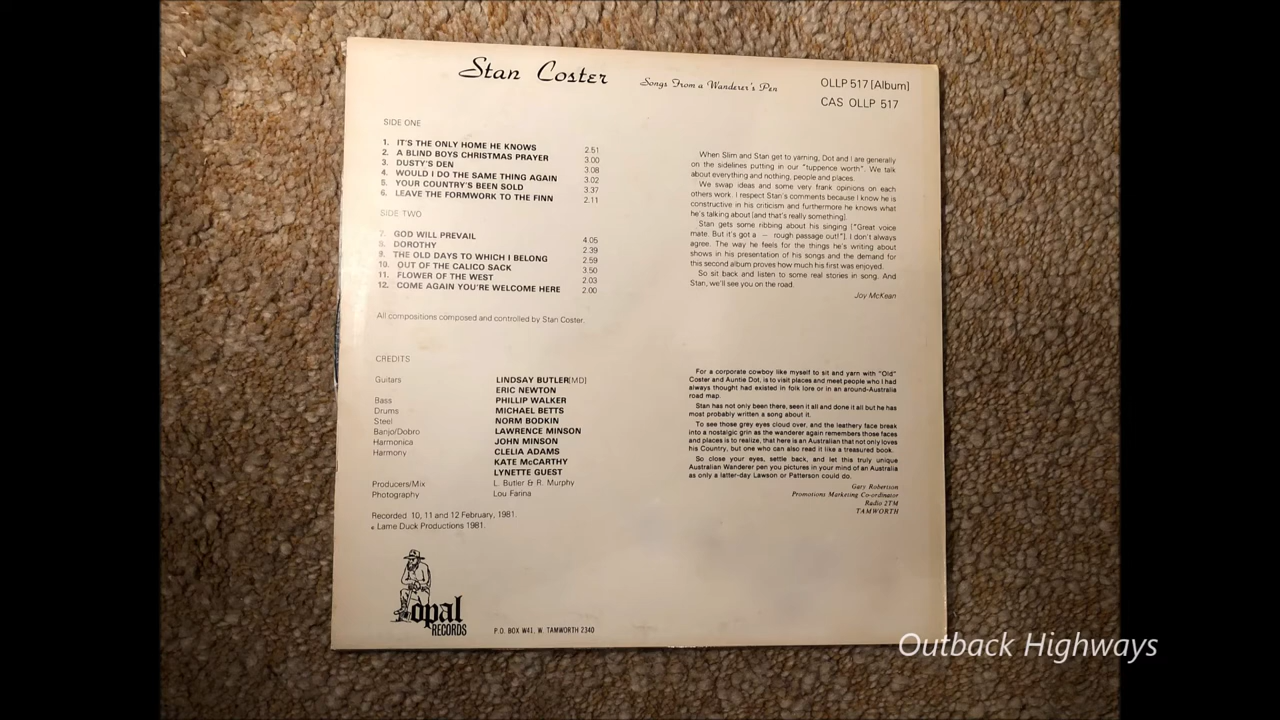 Stan Coster Songs From a Wanderer's Pen OLLP 517 [Album]
CAS OLLP 517
SIDE ONE
1. IT'S THE ONLY HOME HE KNOWS 2.51
2. A BLIND BOYS CHRISTMAS PRAYER 3.00
3. DUSTY'S DEN 3.08
4. WOULD I DO THE SAME THING AGAIN 3.02
5. YOUR COUNTRY'S BEEN SOLD 3.37
6. LEAVE THE FORMWORK TO THE FINN 2.11
SIDE TWO
7. GOD WILL PREVAIL 4.05
8. DOROTHY 2.39
9. THE OLD DAYS TO WHICH I BELONG 2.59
10. OUT OF THE CALICO SACK 3.50
11. FLOWER OF THE WEST 2.03
12. COME AGAIN YOU'RE WELCOME HERE 2.00
All compositions composed and controlled by Stan Coster.
When Slim and Stan get to yarning, Dot and I are generally
on the sidelines putting in our "tuppence worth". We talk
about everything and nothing, people and places.
We swap ideas and some very frank opinions on each
others work. I respect Stan's comments because I know he is
constructive in his criticism and furthermore he knows what
he's talking about [and that's really something].
Stan gets some ribbing about his singing ["Great voice
mate. But it's got a — rough passage out!"]. I don't always
agree. The way he feels for the things he's writing about
shows in his presentation of his songs and the demand for
this second album proves how much his first was enjoyed.
So sit back and listen to some real stories in song. And
Stan, we'll see you on the road.
Joy McKean
CREDITS
Guitars LINDSAY BUTLER[MD]
ERIC NEWTON
Bass PHILLIP WALKER
Drums MICHAEL BETTS
Steel NORM BODKIN
Banjo/Dobro LAWRENCE MINSON
Harmonica JOHN MINSON
Harmony CLELIA ADAMS
KATE McCARTHY
LYNETTE GUEST
Producers/Mix L. Butler & R. Murphy
Photography Lou Farina
Recorded 10, 11 and 12 February, 1981.
Lame Duck Productions 1981.
For a corporate cowboy like myself to sit and yarn with "Old"
Coster and Auntie Dot, is to visit places and meet people who I had
always thought had existed in folk lore or in an around-Australia
road map.
Stan has not only been there, seen it all and done it all but he has
most probably written a song about it.
To see those grey eyes cloud over, and the leathery face break
into a nostalgic grin as the wanderer again remembers those faces
and places is to realize, that here is an Australian that not only loves
his Country, but one who can also read it like a treasured book.
So close your eyes, settle back, and let this truly unique
Australian Wanderer pen you pictures in your mind of an Australia
as only a latter-day Lawson or Patterson could do.
Gary Robertson
Promotions Marketing Co-ordinator
Radio 2TM
TAMWORTH
opal
RECORDS
P.O. BOX W41, W. TAMWORTH 2340
Outback Highways